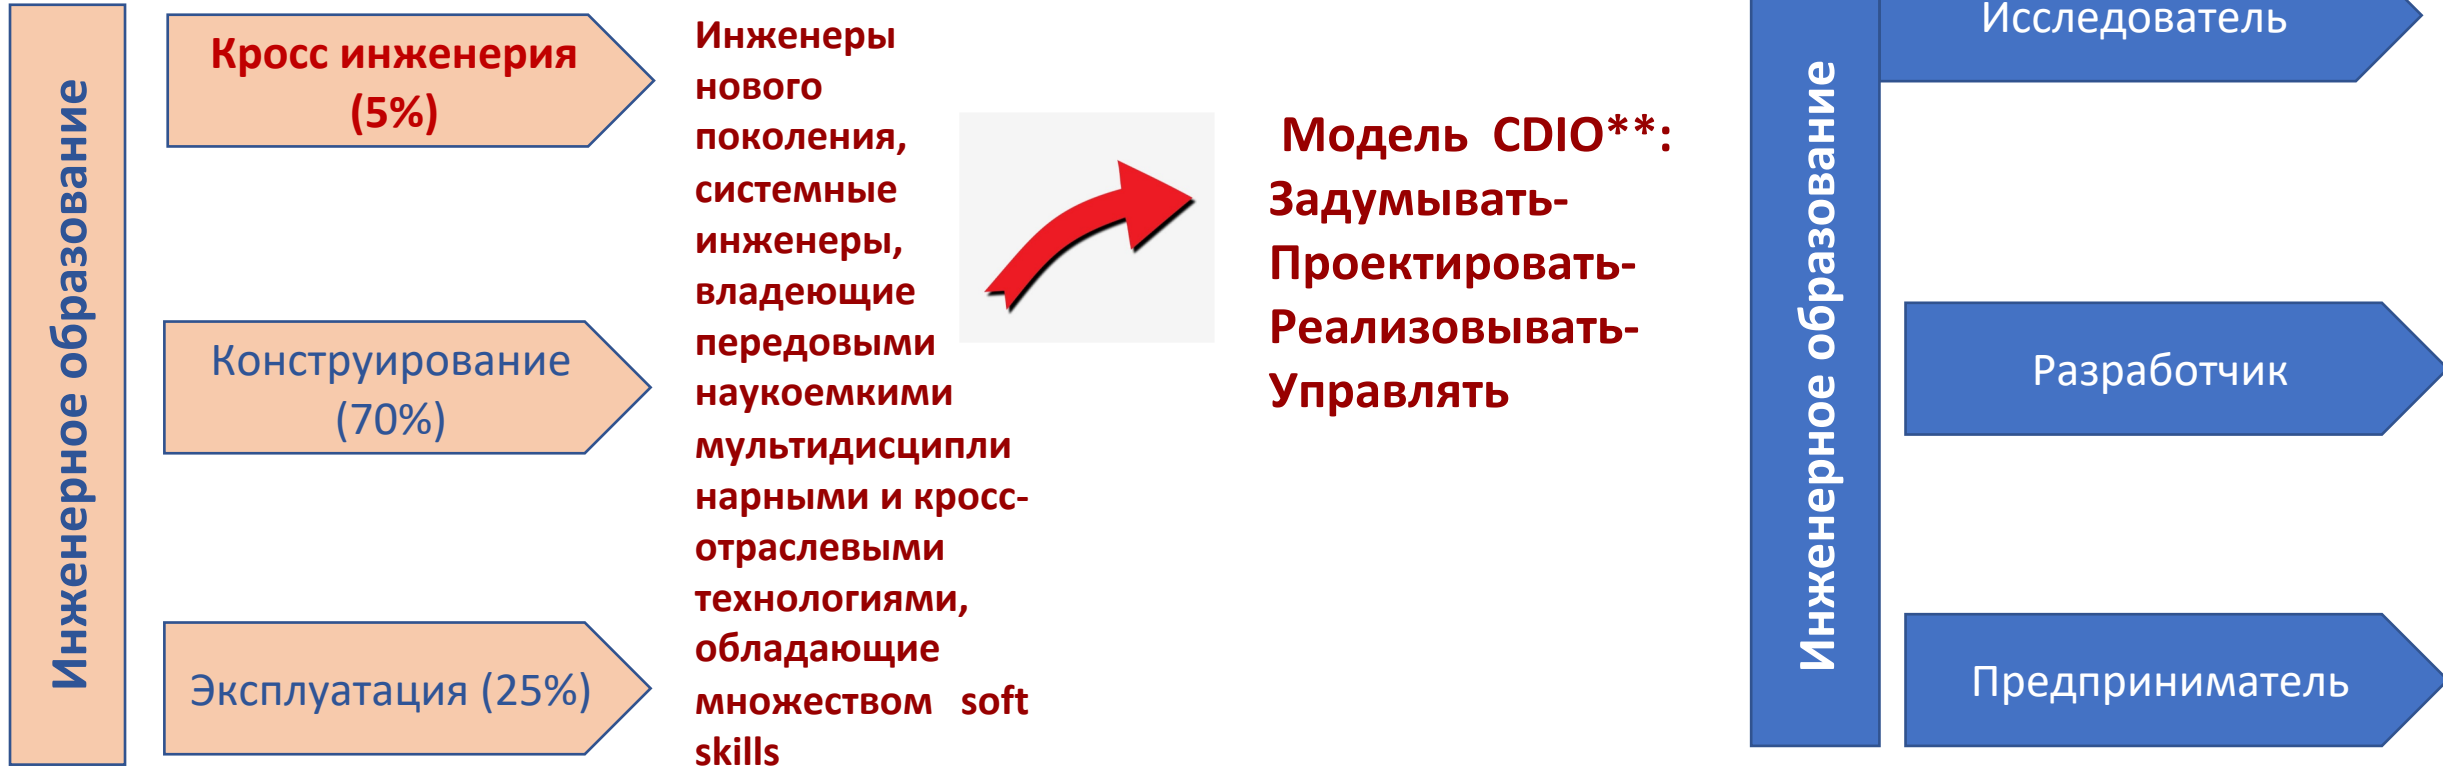 Инженерное образование
Кросс инженерия
(5%)
Конструирование
(70%)
Эксплуатация (25%)
Инженеры
нового
поколения,
системные
инженеры,
владеющие
передовыми
наукоемкими
мультидисципли
нарными и кросс-
отраслевыми
технологиями,
обладающие
множеством soft
skills
Модель CDIO**:
Задумывать-
Проектировать-
Реализовывать-
Управлять
Инженерное образование
Исследователь
Разработчик
Предприниматель